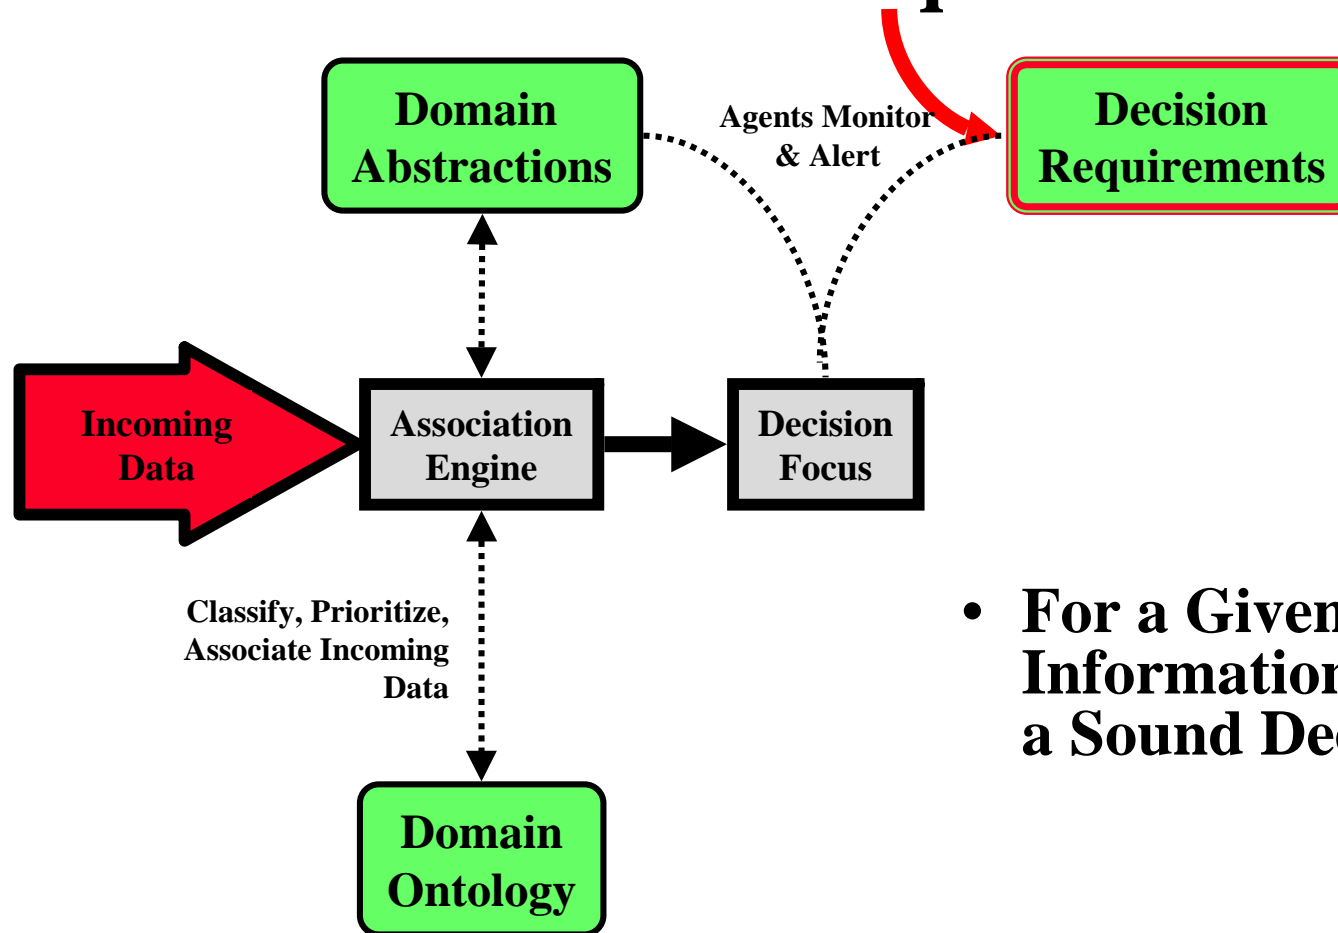 Domain
Abstractions
Agents Monitor
& Alert
Decision
Requirements
Incoming
Data
Association
Engine
Decision
Focus
Classify, Prioritize,
Associate Incoming
Data
• For a Given
Information
a Sound
Domain
Ontology